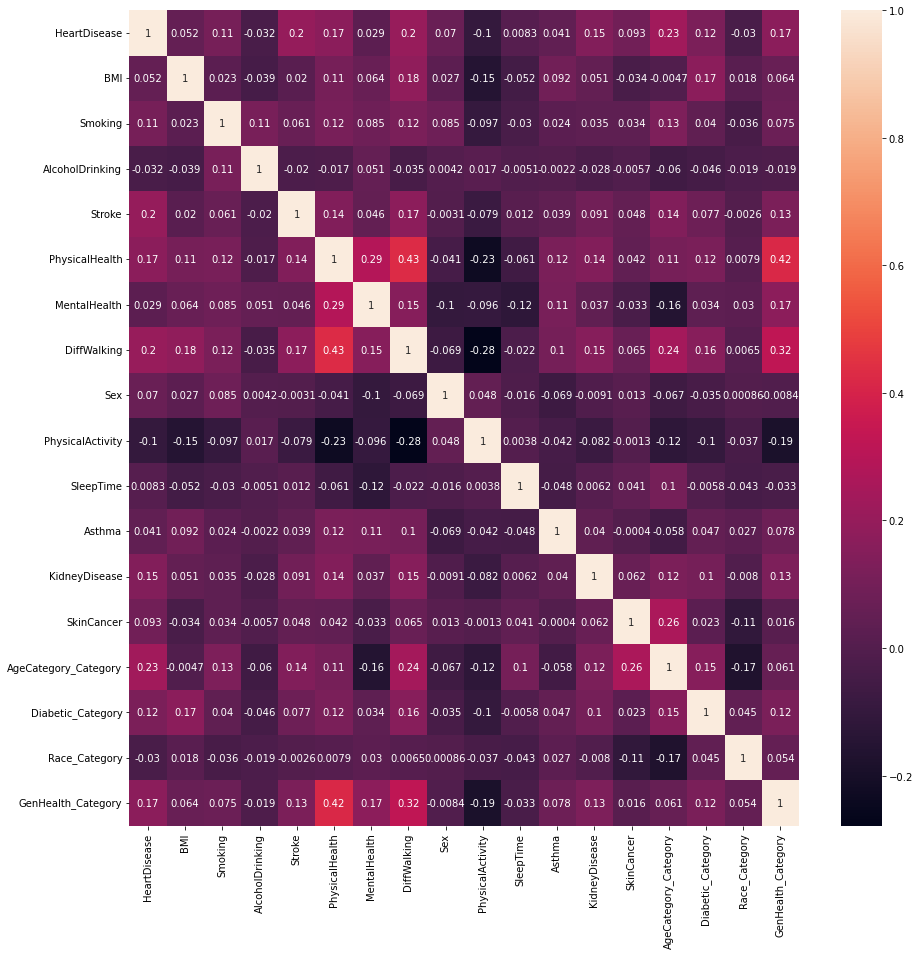 HeartDisease 1 0.052 0.11 -0.032 0.2 0.17 0.029 0.2 0.07 -0.1 0.0083 0.041 0.15 0.093 0.23 0.12 -0.03 0.17
BMI 0.052 1 0.023 -0.039 0.02 0.11 0.064 0.18 0.027 -0.15 -0.052 0.092 0.051 -0.034 -0.0047 0.17 0.018 0.064
Smoking 0.11 0.023 1 0.11 0.061 0.12 0.085 0.12 0.085 -0.097 -0.03 0.024 0.035 0.034 0.13 0.04 -0.036 0.075
AlcoholDrinking -0.032 -0.039 0.11 1 -0.02 -0.017 0.051 -0.035 0.0042 0.017 -0.0051 -0.0022 -0.028 -0.0057 -0.06 -0.046 -0.019 -0.019
Stroke 0.2 0.02 0.061 -0.02 1 0.14 0.046 0.17 -0.0031 -0.079 0.012 0.039 0.091 0.048 0.14 0.077 -0.0026 0.13
PhysicalHealth 0.17 0.11 0.12 -0.017 0.14 1 0.29 0.43 -0.041 -0.23 -0.061 0.12 0.14 0.042 0.11 0.12 0.0079 0.42
MentalHealth 0.029 0.064 0.085 0.051 0.046 0.29 1 0.15 -0.1 -0.096 -0.12 0.11 0.037 -0.033 -0.16 0.034 0.03 0.17
DiffWalking 0.2 0.18 0.12 -0.035 0.17 0.43 0.15 1 -0.069 -0.28 -0.022 0.1 0.15 0.065 0.24 0.16 0.0065 0.32
Sex 0.07 0.027 0.085 0.0042 -0.0031 -0.041 -0.1 -0.069 1 0.048 -0.016 -0.069 -0.0091 0.013 -0.067 -0.035 0.00086 -0.0084
PhysicalActivity -0.1 -0.15 -0.097 0.017 -0.079 -0.23 -0.096 -0.28 0.048 1 0.0038 -0.042 -0.082 -0.0013 -0.12 -0.1 -0.037 -0.19
SleepTime 0.0083 -0.052 -0.03 -0.0051 0.012 -0.061 -0.12 -0.022 -0.016 0.0038 1 -0.048 0.0062 0.041 0.1 -0.0058 -0.043 -0.033
Asthma 0.041 0.092 0.024 -0.0022 0.039 0.12 0.11 0.1 -0.069 -0.042 -0.048 1 0.04 -0.0004 -0.058 0.047 0.027 0.078
KidneyDisease 0.15 0.051 0.035 -0.028 0.091 0.14 0.037 0.15 -0.0091 -0.082 0.0062 0.04 1 0.062 0.12 0.1 -0.008 0.13
SkinCancer 0.093 -0.034 0.034 -0.0057 0.048 0.042 -0.033 0.065 0.013 -0.0013 0.041 -0.0004 0.062 1 0.26 0.023 -0.11 0.016
AgeCategory_Category 0.23 -0.0047 0.13 -0.06 0.14 0.11 -0.16 0.24 -0.067 -0.12 0.1 -0.058 0.12 0.26 1 0.15 -0.17 0.061
Diabetic_Category 0.12 0.17 0.04 -0.046 0.077 0.12 0.034 0.16 -0.035 -0.1 -0.0058 0.047 0.1 0.023 0.15 1 0.045 0.12
Race_Category -0.03 0.018 -0.036 -0.019 -0.0026 0.0079 0.03 0.0065 0.00086 -0.037 -0.043 0.027 -0.008 -0.11 -0.17 0.045 1 0.054
GenHealth_Category 0.17 0.064 0.075 -0.019 0.13 0.42 0.17 0.32 -0.0084 -0.19 -0.033 0.078 0.13 0.016 0.061 0.12 0.054 1
HeartDisease BMI Smoking AlcoholDrinking Stroke PhysicalHealth MentalHealth DiffWalking Sex PhysicalActivity SleepTime Asthma KidneyDisease SkinCancer AgeCategory_Category Diabetic_Category Race_Category GenHealth_Category
1.0
0.8
0.6
0.4
0.2
0.0
−0.2